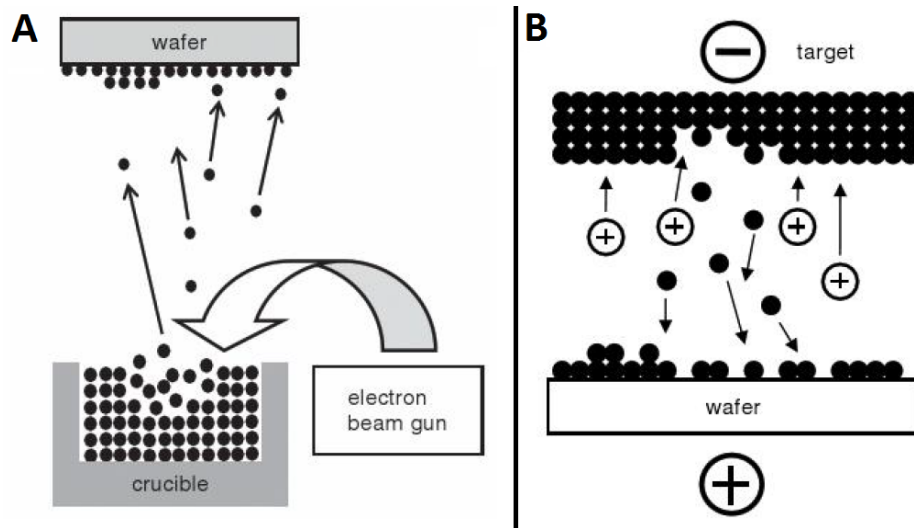 A
wafer
electron
beam gun
crucible
B
−
target
+
+
+
+
wafer
+